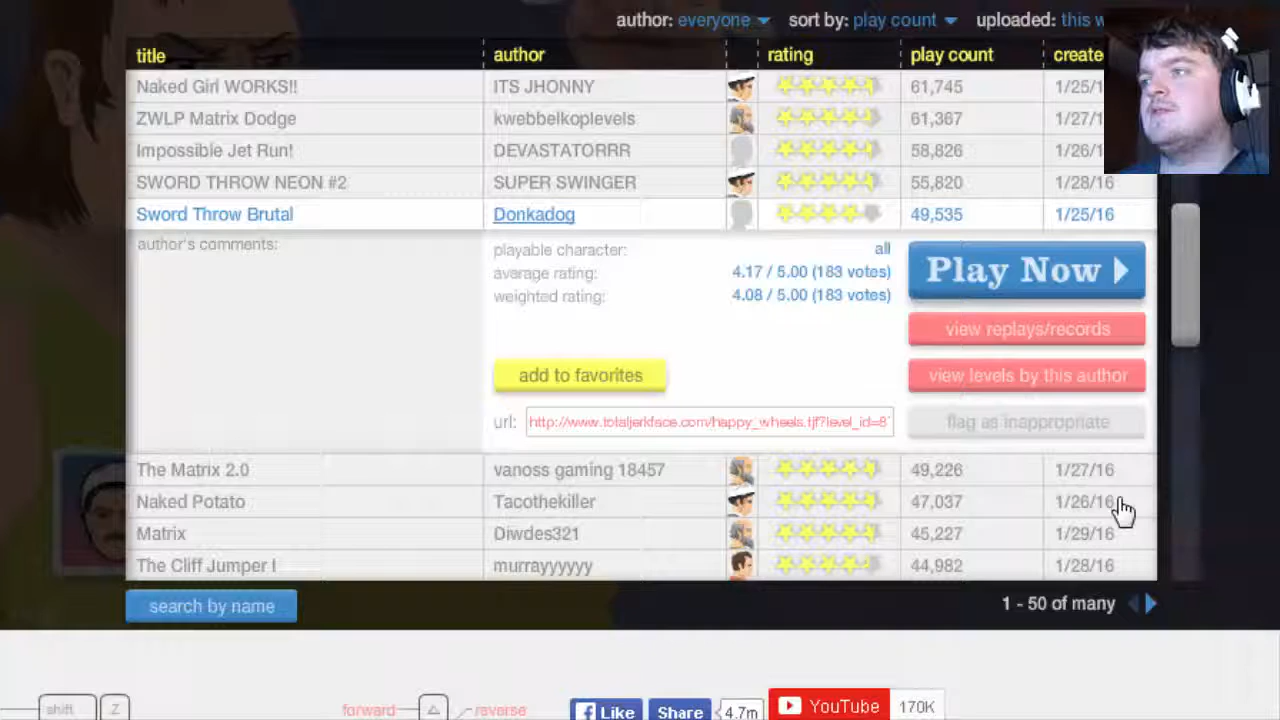 author: everyone sort by: play count uploaded: this w
title author rating play count create
Naked Girl WORKS!! ITS JHONNY 61,745 1/25/1
ZWLP Matrix Dodge kwebbelkoplevels 61,367 1/27/1
Impossible Jet Run! DEVASTATORRR 58,826 1/26/1
SWORD THROW NEON #2 SUPER SWINGER 55,820 1/28/16
Sword Throw Brutal Donkadog 49,535 1/25/16
author's comments:
playable character: all
average rating: 4.17 / 5.00 (183 votes)
weighted rating: 4.08 / 5.00 (183 votes)
Play Now
view replays/records
add to favorites
view levels by this author
url: http://www.totaljerkface.com/happy_wheels.tjf?level_id=8
flag as inappropriate
The Matrix 2.0 vanoss gaming 18457 49,226 1/27/16
Naked Potato Tacothekiller 47,037 1/26/16
Matrix Diwdes321 45,227 1/29/16
The Cliff Jumper ! murrayyyyyy 44,982 1/28/16
search by name
1 - 50 of many
shift Z forward reverse
Like Share 4.7m YouTube 170K